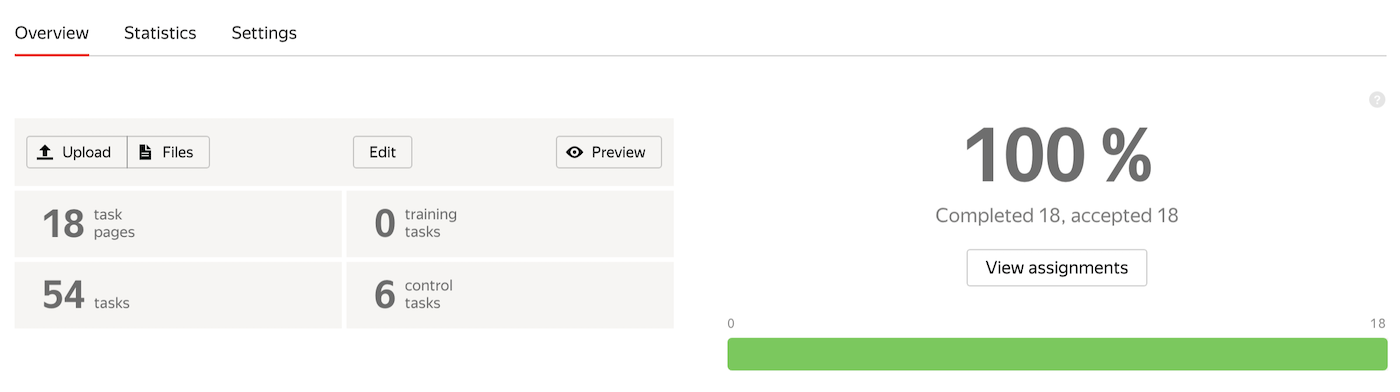 Overview Statistics Settings
?
Upload Files Edit Preview
18 task pages
0 training tasks
54 tasks
6 control tasks
100 %
Completed 18, accepted 18
View assignments
0 18